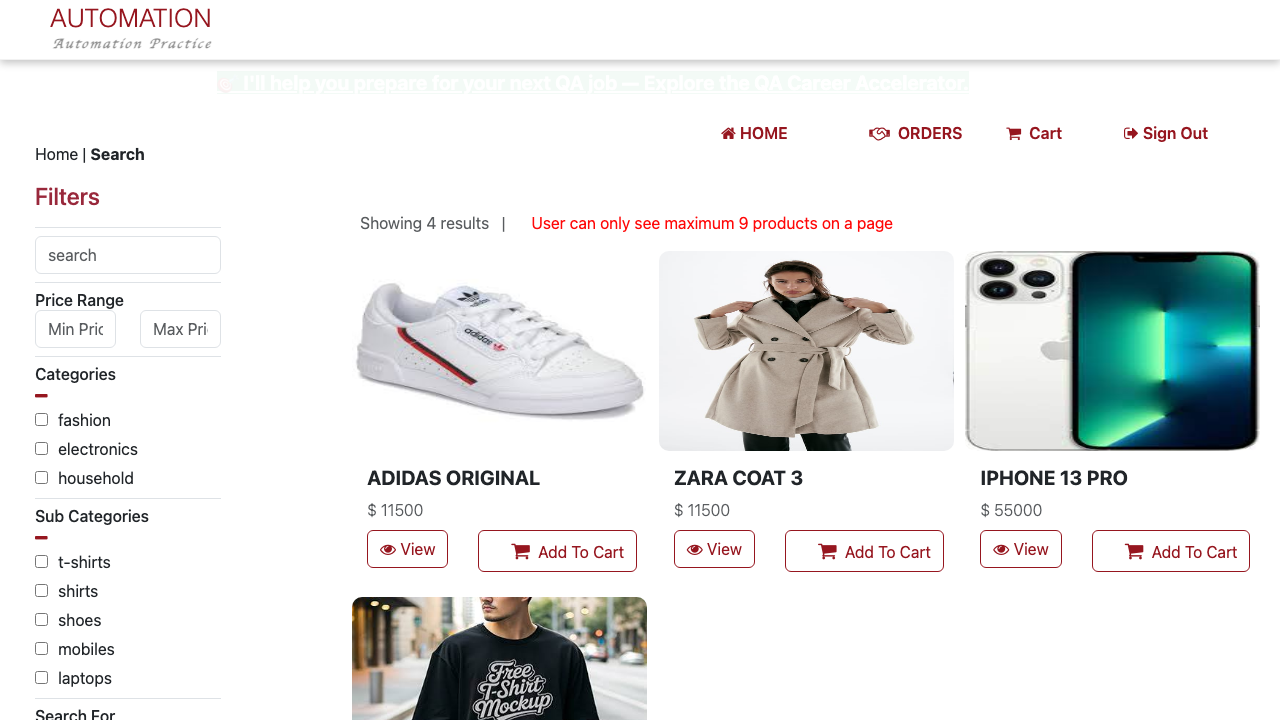 AUTOMATION
Automation Practice
I'll help you prepare for your next QA job — Explore the QA Career Accelerator.
HOME
ORDERS
Cart
Sign Out
Home | Search
Filters
Showing 4 results |
User can only see maximum 9 products on a page
search
Price Range
Min Pric
Max Pri
Categories
fashion
electronics
household
Sub Categories
t-shirts
shirts
shoes
mobiles
laptops
Search For
adidas
ADIDAS ORIGINAL
$ 11500
View
Add To Cart
ZARA COAT 3
$ 11500
View
Add To Cart
IPHONE 13 PRO
$ 55000
View
Add To Cart
Free
T-Shirt
Mockup